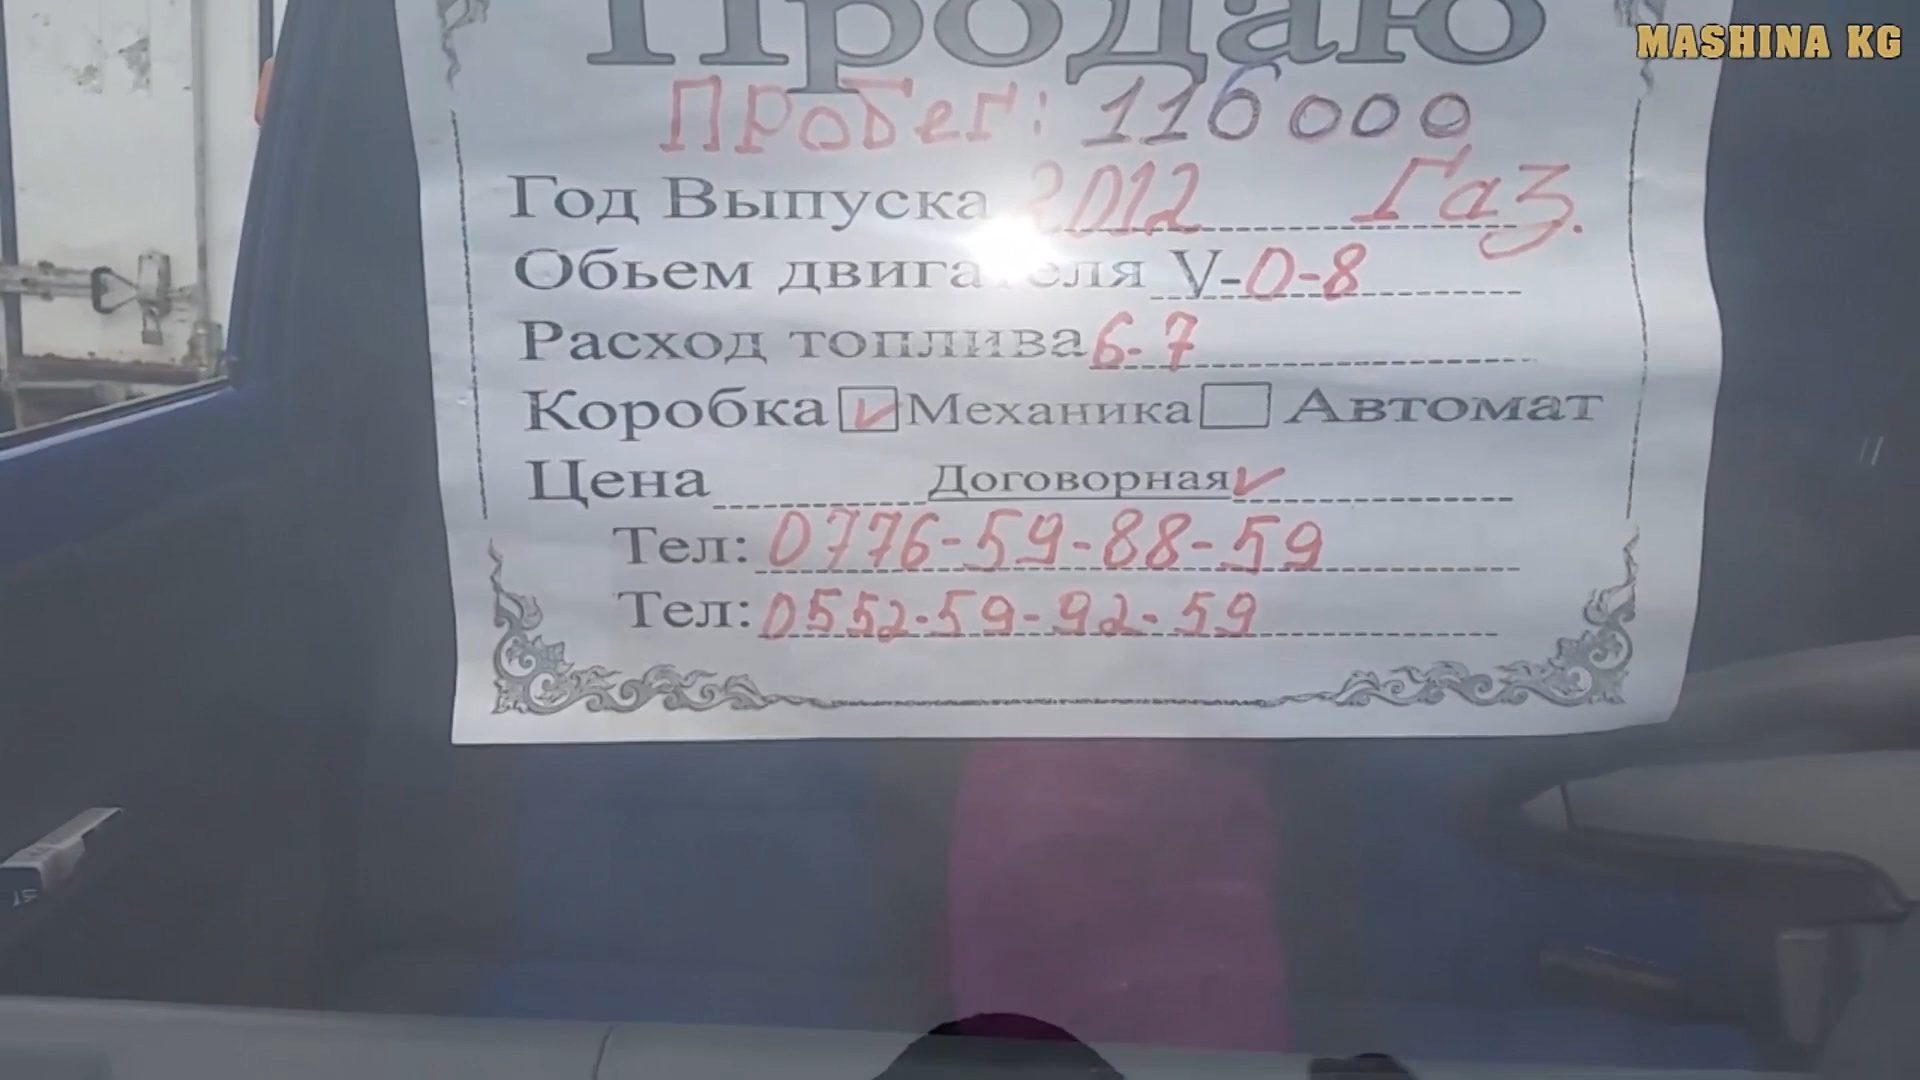 MASHINA KG
Продаю
Пробег: 116000
Год Выпуска 2012 Газ.
Обьем двигателя V-0-8
Расход топлива 6-7
Коробка Механика Автомат
Цена Договорная
Тел: 0776-59-88-59
Тел: 0552-59-92-59